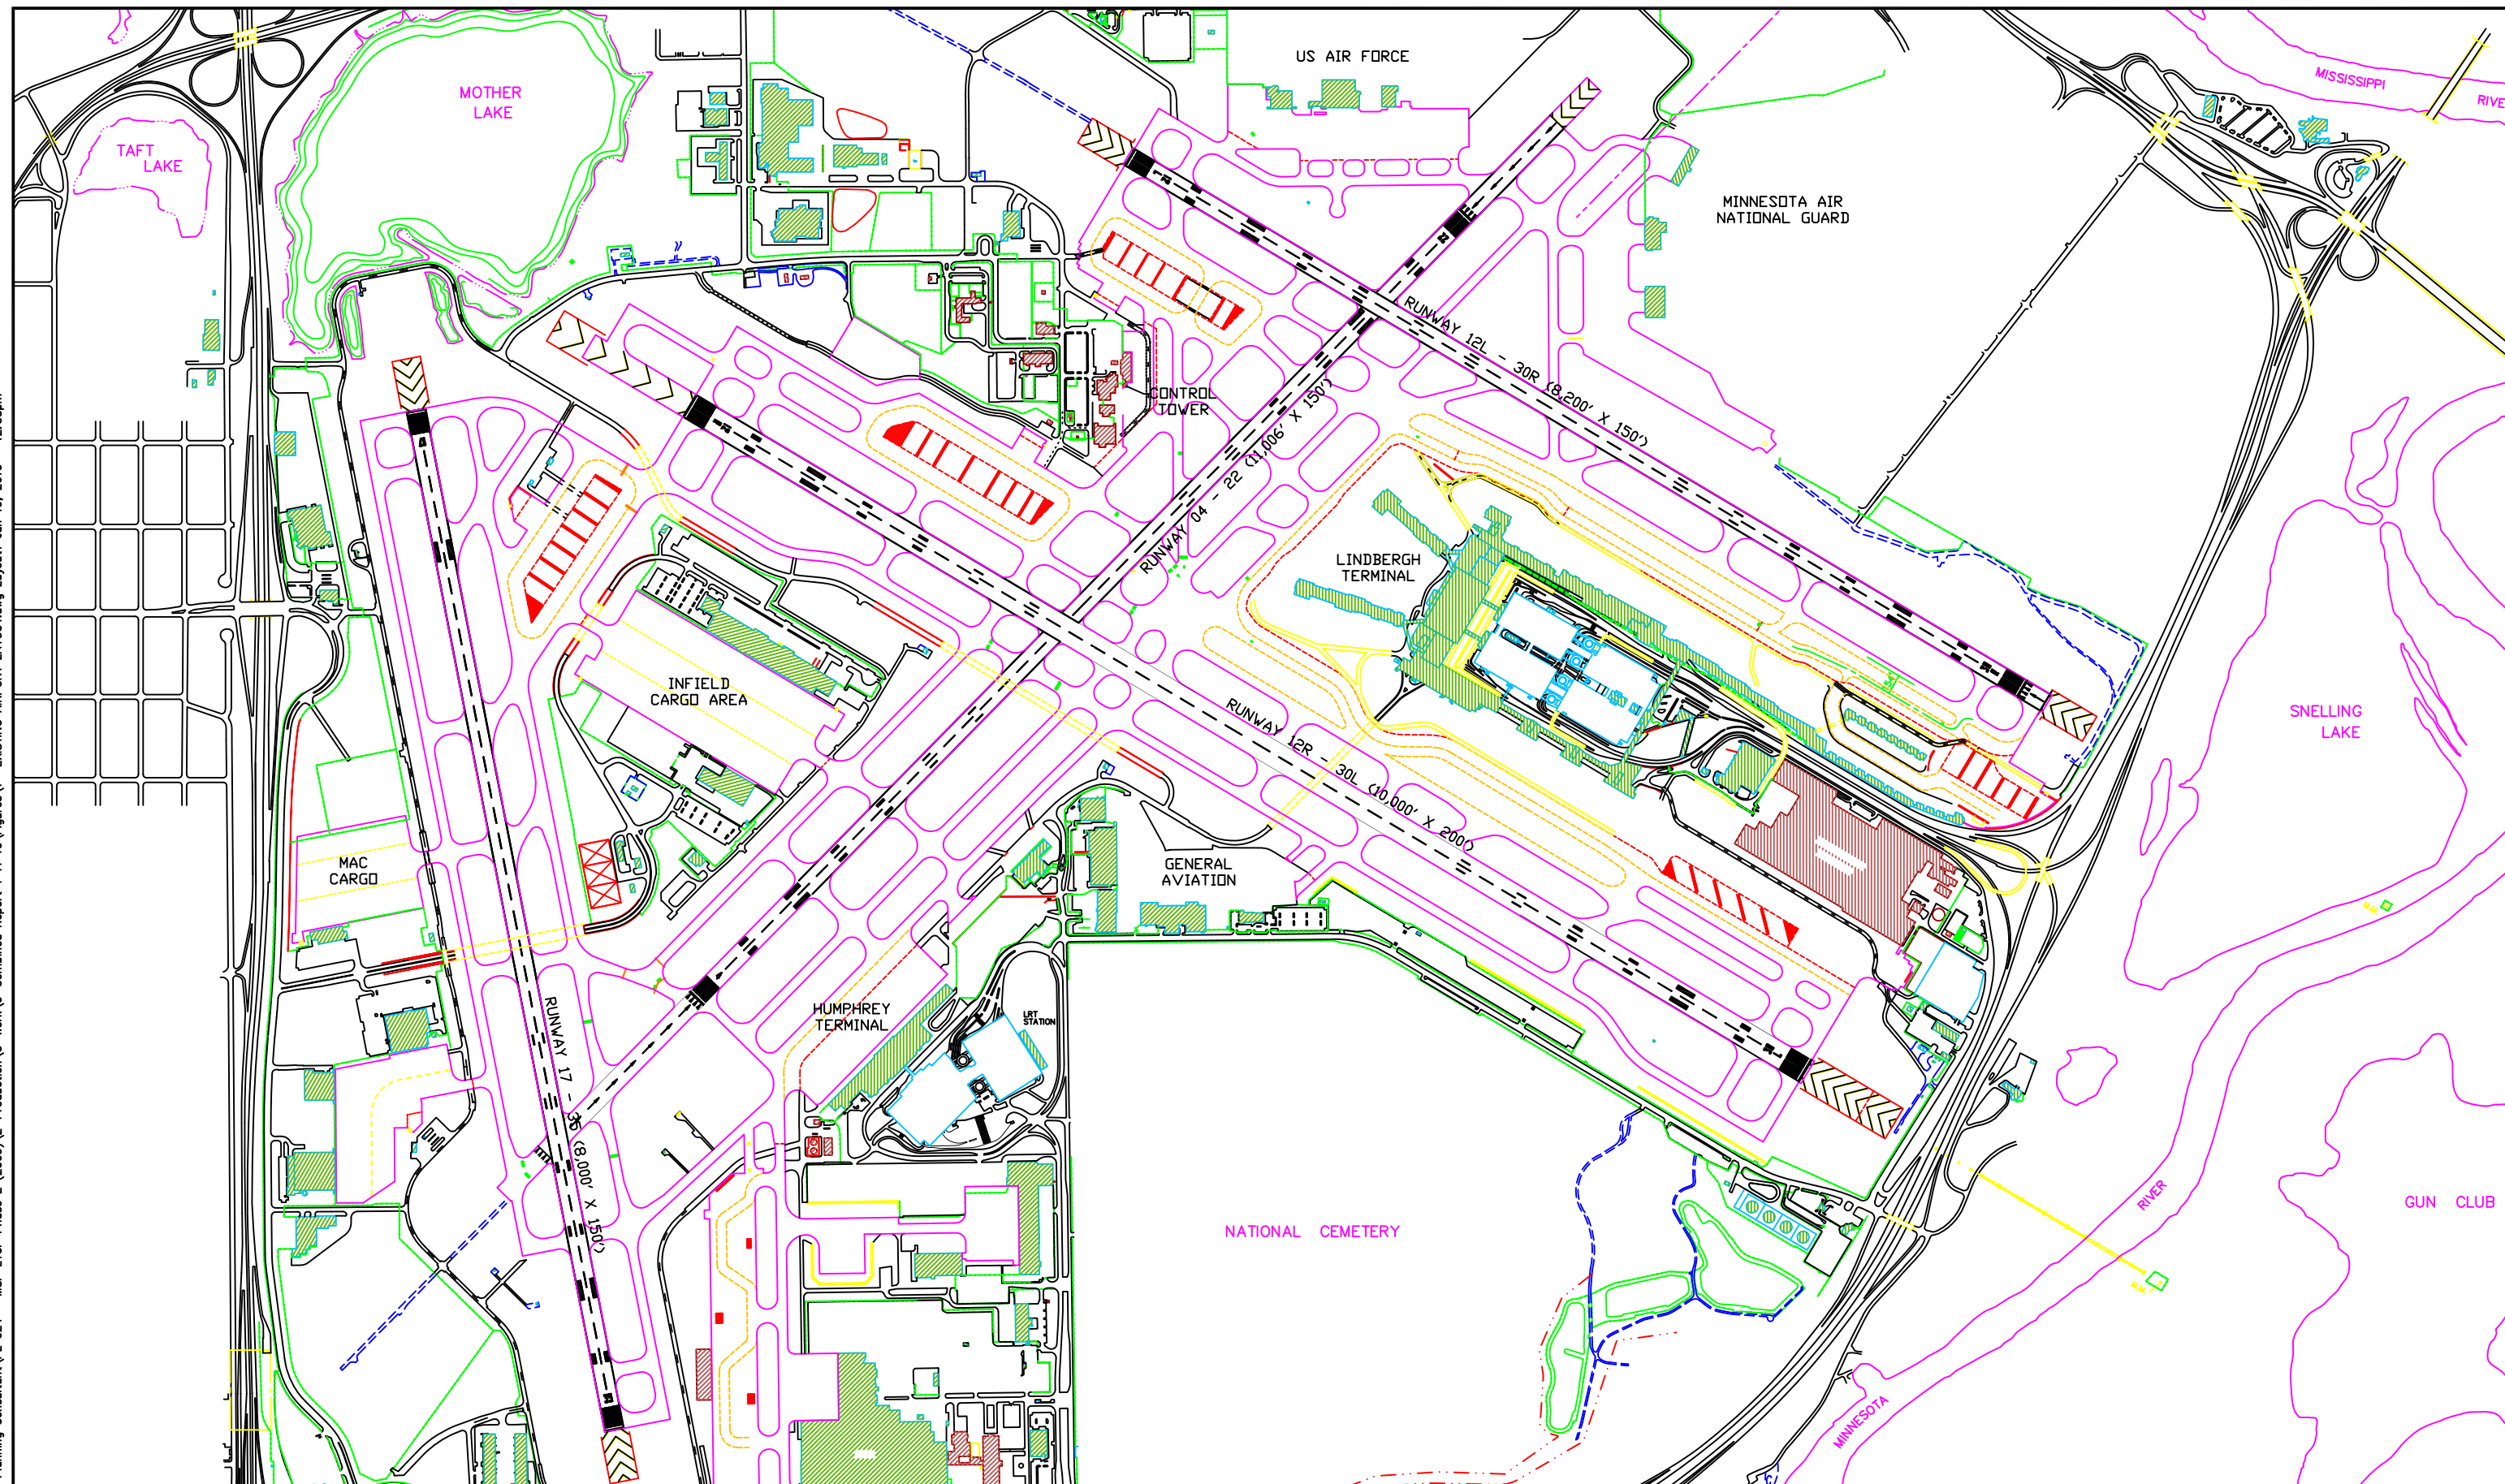 US AIR FORCE
MISSISSIPPI
MOTHER
LAKE
TAFT
LAKE
MINNESOTA AIR
NATIONAL GUARD
RUNWAY 12L - 30R (8,200' X 150')
CONTROL
TOWER
RUNWAY 04 - 22 (11,006' X 150')
LINDBERGH
TERMINAL
INFIELD
CARGO AREA
SNELLING
LAKE
RUNWAY 12R - 30L (10,000' X 200')
MAC
CARGO
GENERAL
AVIATION
HUMPHREY
TERMINAL
LRT
STATION
RUNWAY 17 - 35 (8,000' X 150')
NATIONAL CEMETERY
RIVER
MINNESOTA
GUN CLUB